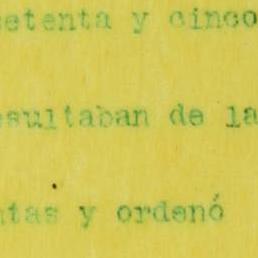 setenta y cinco
esultaban de la
ntas y ordenó